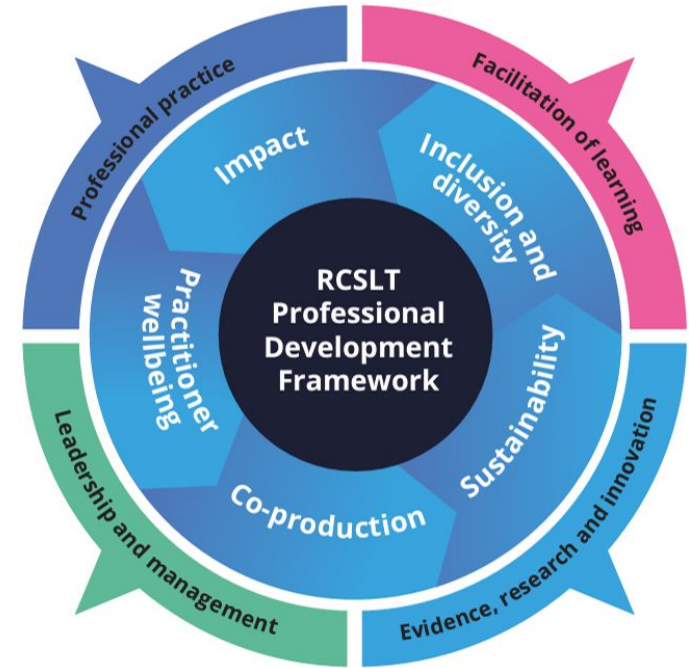 Professional practice
Facilitation of learning
Impact
Inclusion and
diversity
RCSLT
Professional
Development
Framework
Practitioner
wellbeing
Sustainability
Co-production
Leadership and management
Evidence, research and innovation